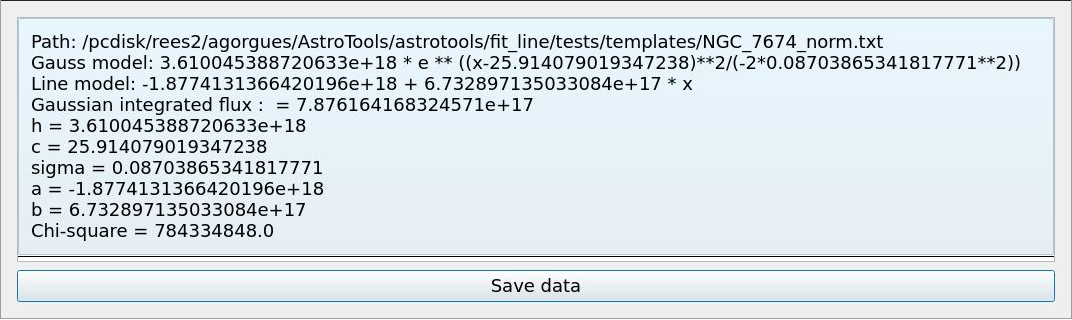 Path: /pcdisk/rees2/agorgues/AstroTools/astrotools/fit_line/tests/templates/NGC_7674_norm.txt
Gauss model: 3.610045388720633e+18 * e ** ((x-25.914079019347238)**2/(-2*0.08703865341817771**2))
Line model: -1.8774131366420196e+18 + 6.732897135033084e+17 * x
Gaussian integrated flux :  = 7.876164168324571e+17
h = 3.610045388720633e+18
c = 25.914079019347238
sigma = 0.08703865341817771
a = -1.8774131366420196e+18
b = 6.732897135033084e+17
Chi-square = 784334848.0
Save data